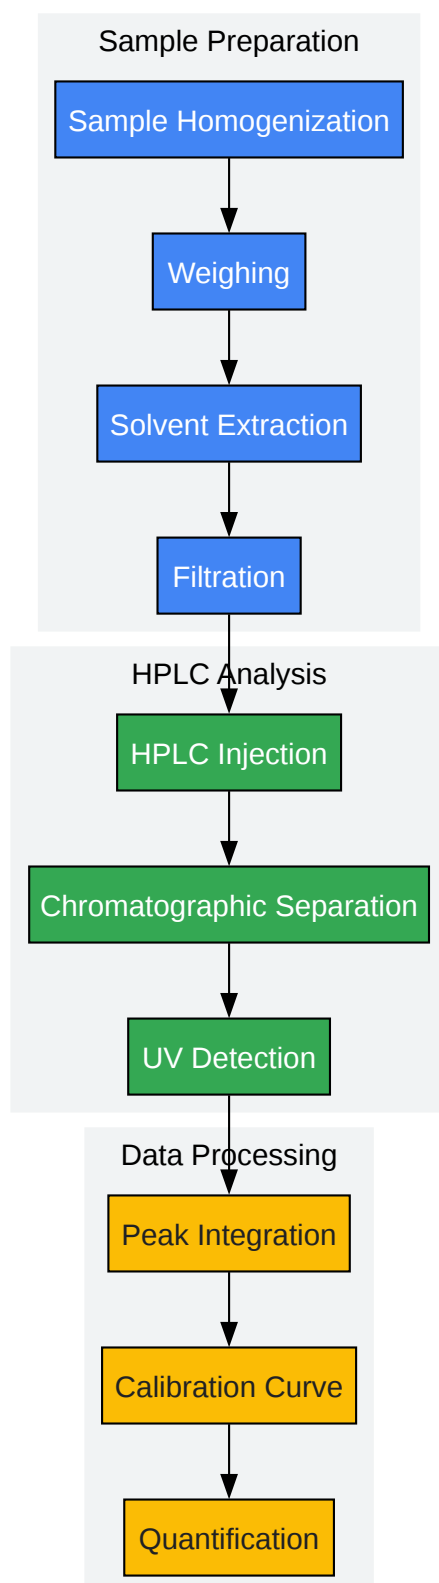 Sample Preparation
Sample Homogenization
Weighing
Solvent Extraction
Filtration
HPLC Analysis
HPLC Injection
Chromatographic Separation
UV Detection
Data Processing
Peak Integration
Calibration Curve
Quantification